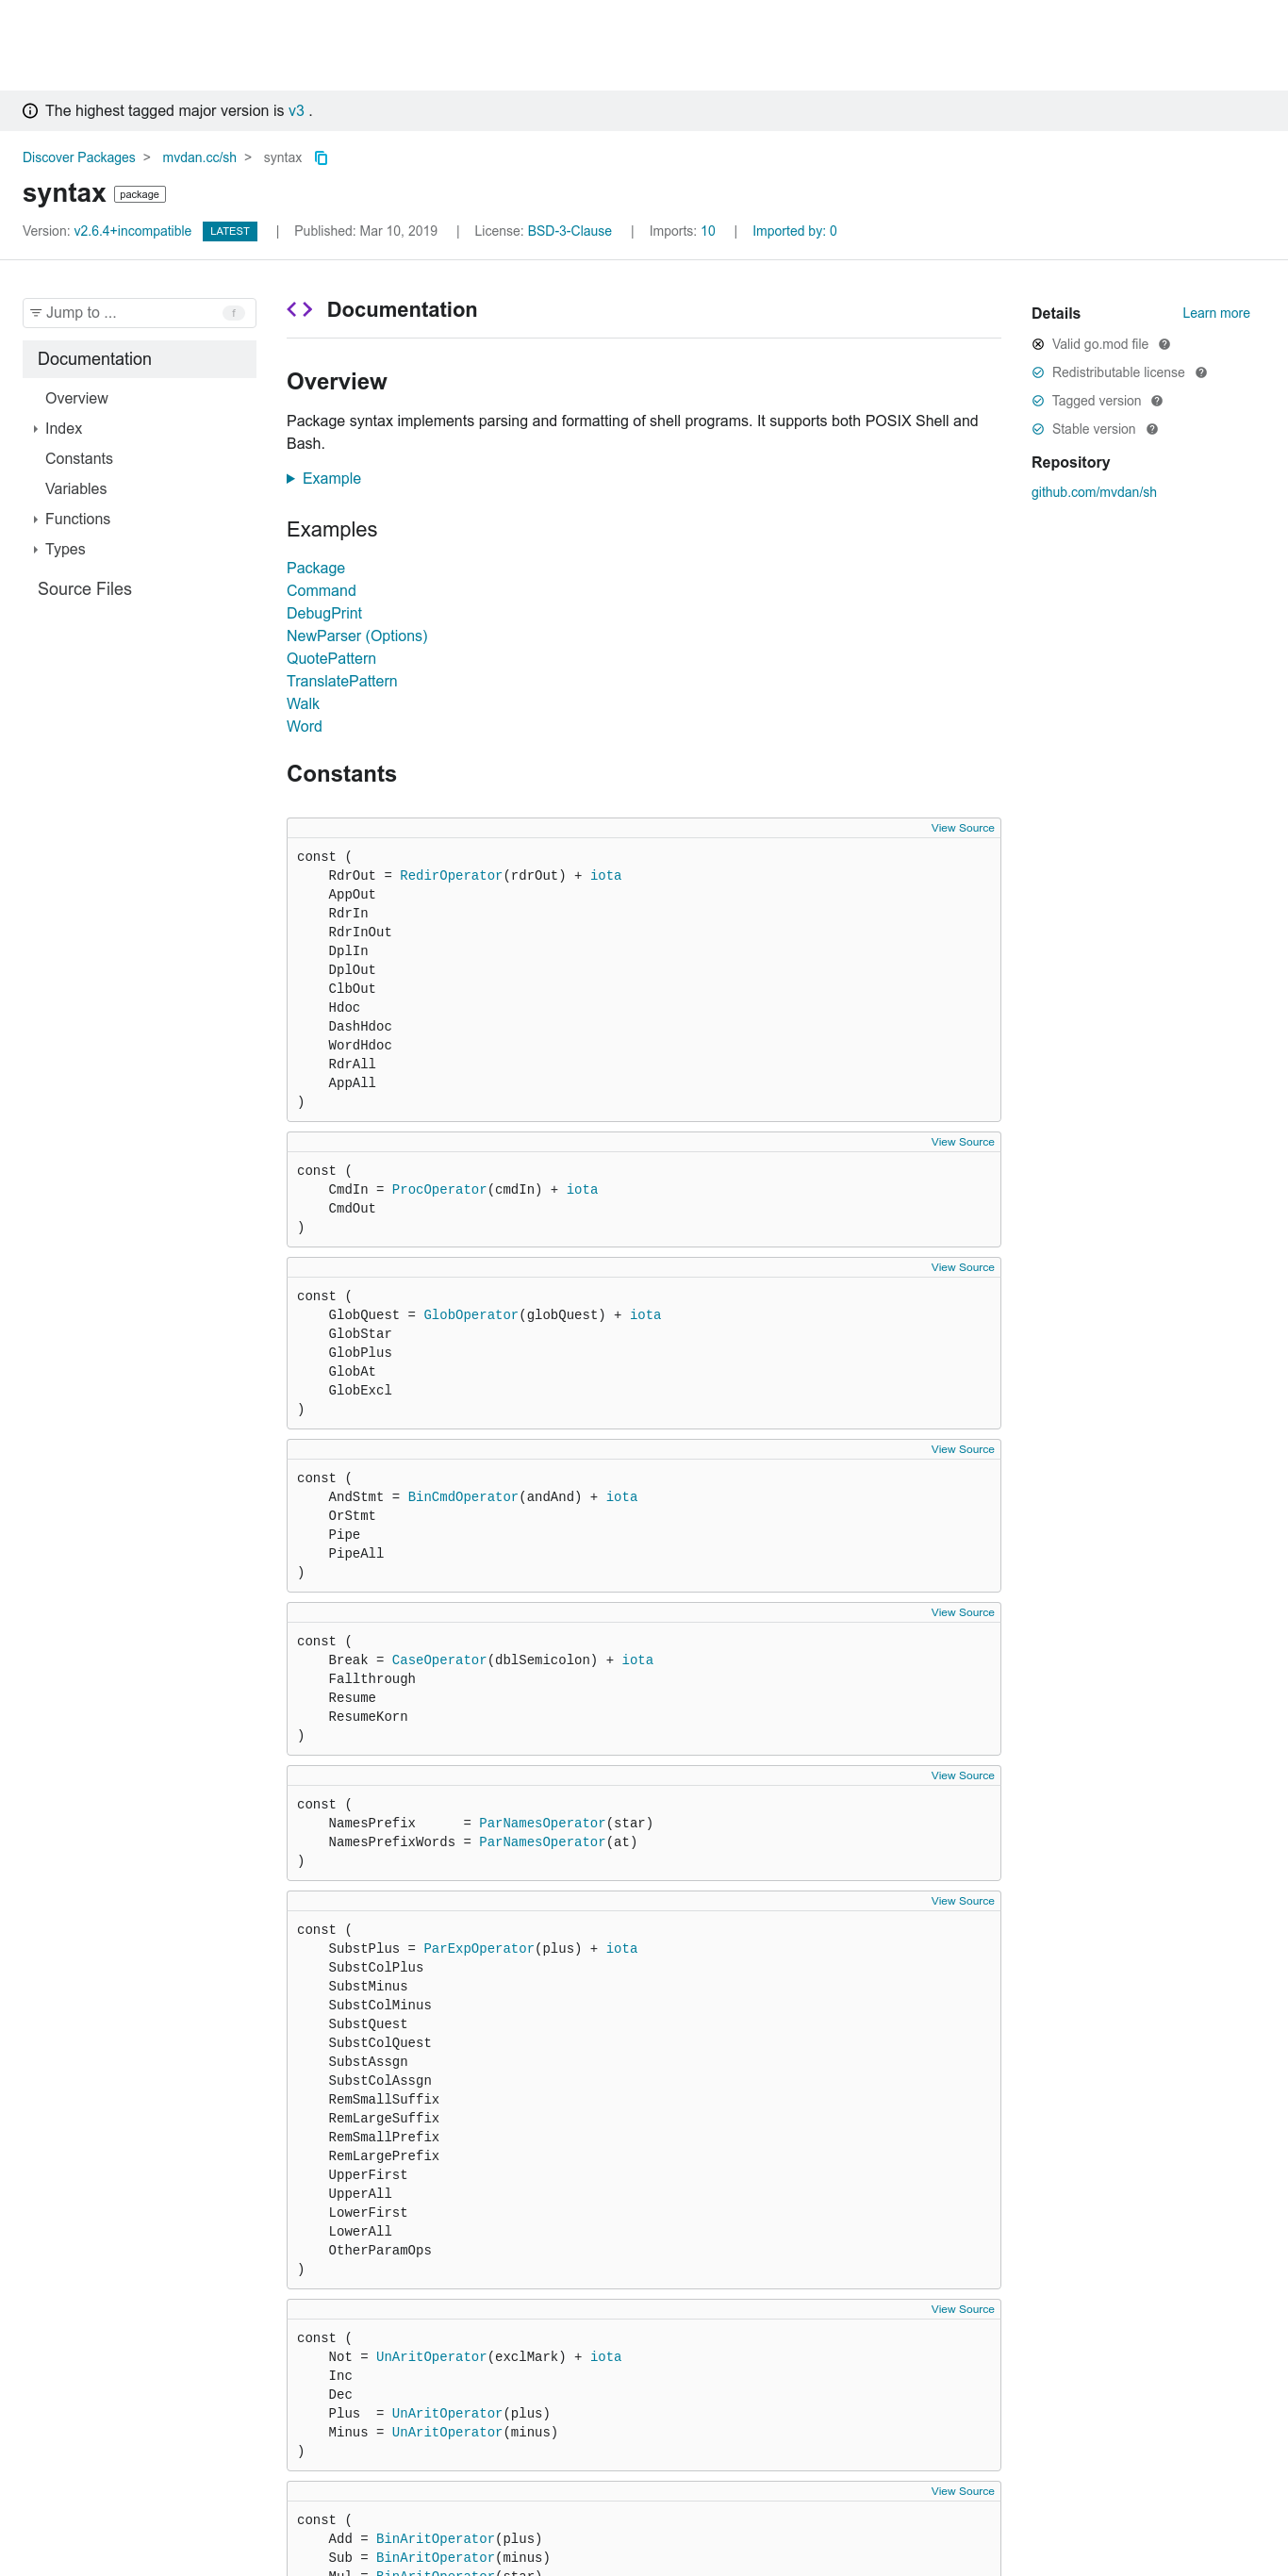 The highest tagged major version is v3 .
Discover Packages > mvdan.cc/sh > syntax
syntax package
Version: v2.6.4+incompatible LATEST | Published: Mar 10, 2019 | License: BSD-3-Clause | Imports: 10 | Imported by: 0
Jump to ... f
Documentation
Overview
Index
Constants
Variables
Functions
Types
Source Files
Documentation
Overview
Package syntax implements parsing and formatting of shell programs. It supports both POSIX Shell and
Bash.
Example
Examples
Package
Command
DebugPrint
NewParser (Options)
QuotePattern
TranslatePattern
Walk
Word
Constants
View Source
const (
    RdrOut = RedirOperator(rdrOut) + iota
    AppOut
    RdrIn
    RdrInOut
    DplIn
    DplOut
    ClbOut
    Hdoc
    DashHdoc
    WordHdoc
    RdrAll
    AppAll
)
View Source
const (
    CmdIn = ProcOperator(cmdIn) + iota
    CmdOut
)
View Source
const (
    GlobQuest = GlobOperator(globQuest) + iota
    GlobStar
    GlobPlus
    GlobAt
    GlobExcl
)
View Source
const (
    AndStmt = BinCmdOperator(andAnd) + iota
    OrStmt
    Pipe
    PipeAll
)
View Source
const (
    Break = CaseOperator(dblSemicolon) + iota
    Fallthrough
    Resume
    ResumeKorn
)
View Source
const (
    NamesPrefix      = ParNamesOperator(star)
    NamesPrefixWords = ParNamesOperator(at)
)
View Source
const (
    SubstPlus = ParExpOperator(plus) + iota
    SubstColPlus
    SubstMinus
    SubstColMinus
    SubstQuest
    SubstColQuest
    SubstAssgn
    SubstColAssgn
    RemSmallSuffix
    RemLargeSuffix
    RemSmallPrefix
    RemLargePrefix
    UpperFirst
    UpperAll
    LowerFirst
    LowerAll
    OtherParamOps
)
View Source
const (
    Not = UnAritOperator(exclMark) + iota
    Inc
    Dec
    Plus  = UnAritOperator(plus)
    Minus = UnAritOperator(minus)
)
View Source
const (
    Add = BinAritOperator(plus)
    Sub = BinAritOperator(minus)
    Mul = BinAritOperator(star)
Details Learn more
Valid go.mod file
Redistributable license
Tagged version
Stable version
Repository
github.com/mvdan/sh